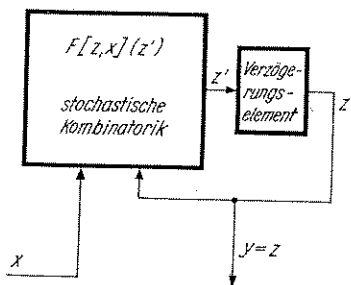 F[z,x](z')
stochastische
Kombinatorik
z'
Verzöge-
rungs-
element
z
x
y=z